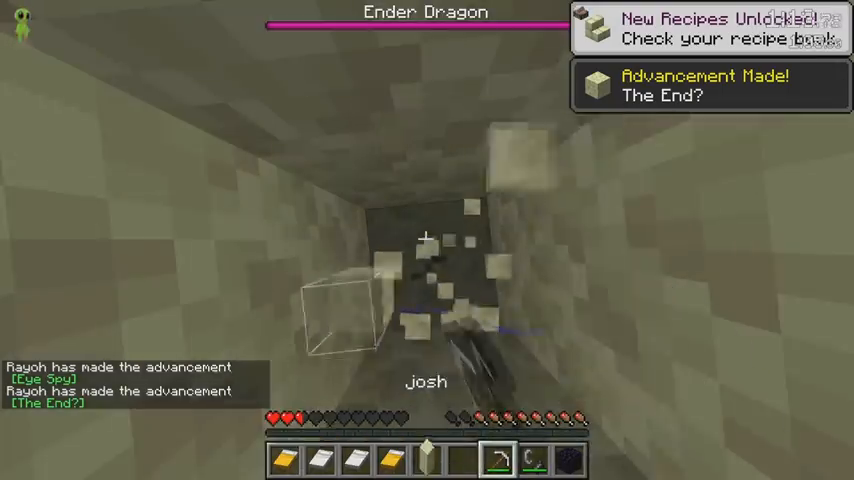 Ender Dragon
New Recipes Unlocked!
Check your recipe book
Advancement Made!
The End?
Rayoh has made the advancement
[Eye Spy]
Rayoh has made the advancement
[The End?]
josh